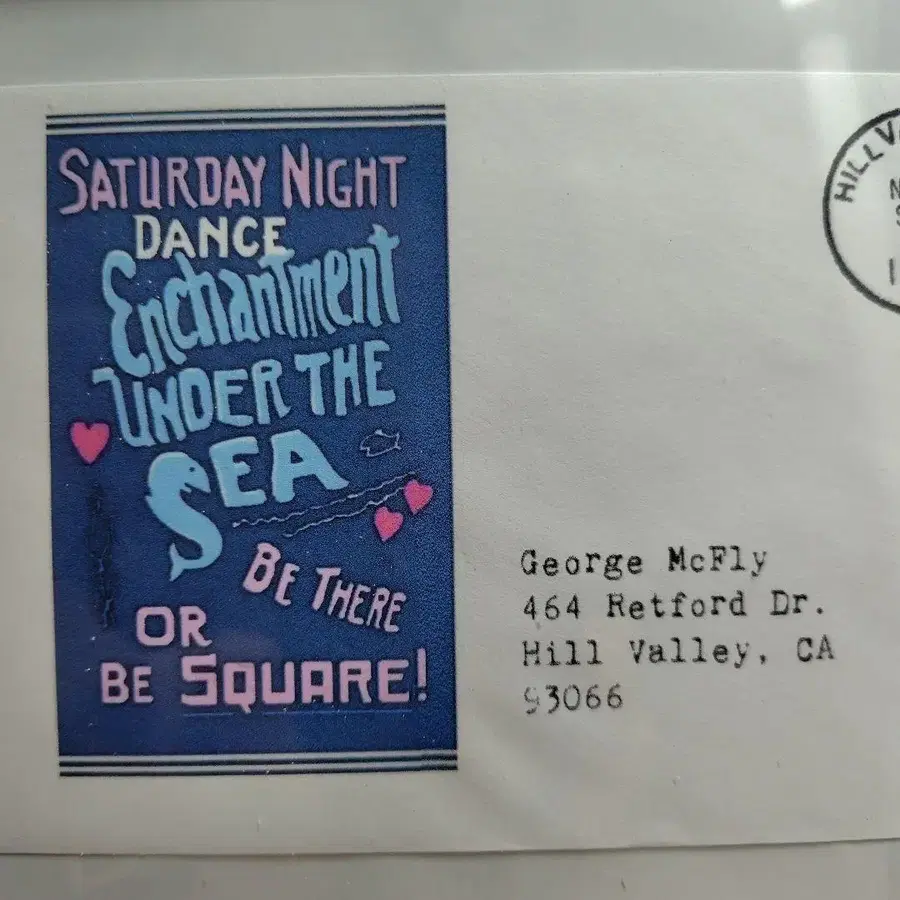 SATURDAY NIGHT
DANCE
Enchantment
UNDER THE
SEA
BE THERE
OR
BE SQUARE!
HILL
George McFly
464 Retford Dr.
Hill Valley, CA
93066